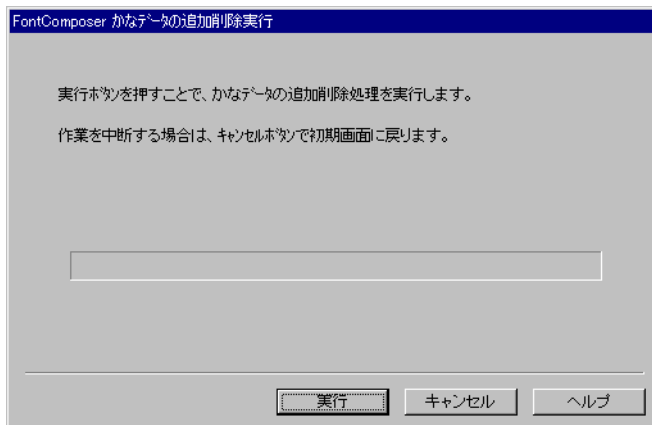 FontComposer かなﾃﾞｰﾀの追加削除実行
実行ﾎﾞﾀﾝを押すことで、かなﾃﾞｰﾀの追加削除処理を実行します。
作業を中断する場合は、ｷｬﾝｾﾙﾎﾞﾀﾝで初期画面に戻ります。
実行
キャンセル
ヘルプ